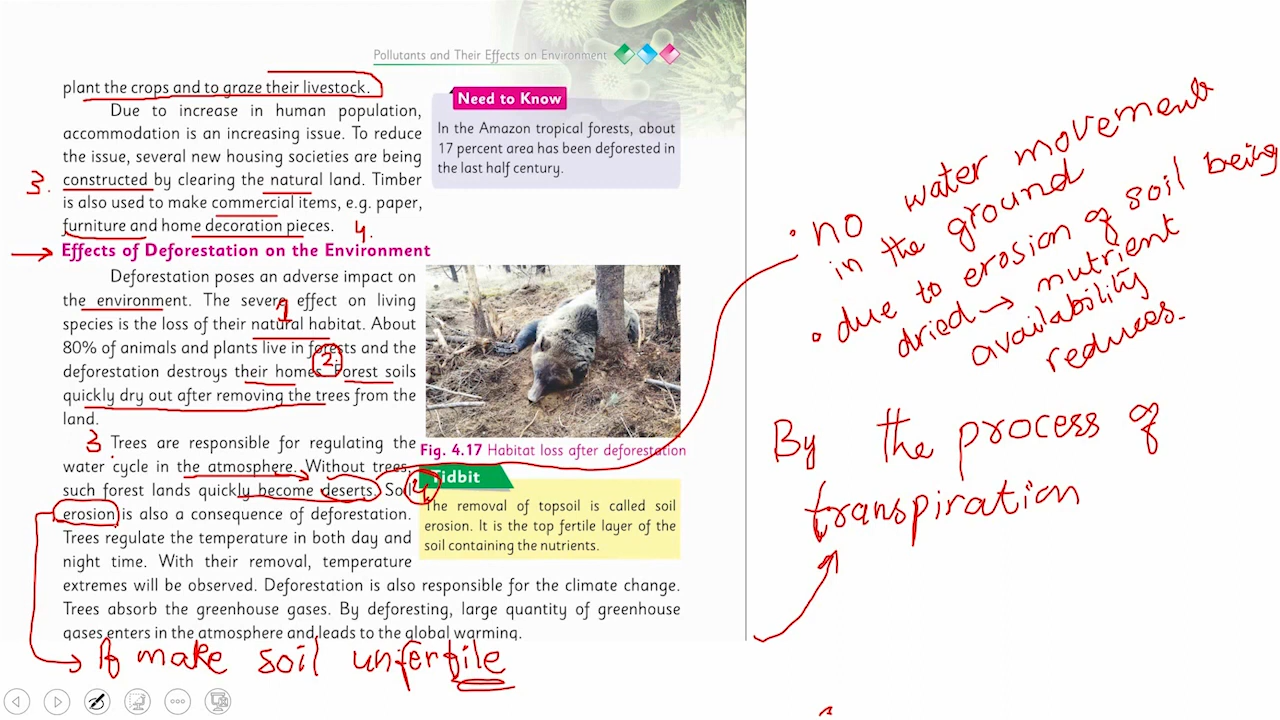 Pollutants and Their Effects on Environment
plant the crops and to graze their livestock.
Due to increase in human population,
accommodation is an increasing issue. To reduce
the issue, several new housing societies are being
3. constructed by clearing the natural land. Timber
is also used to make commercial items, e.g. paper,
furniture and home decoration pieces.
4.
Effects of Deforestation on the Environment
Deforestation poses an adverse impact on
the environment. The severe effect on living
1
species is the loss of their natural habitat. About
80% of animals and plants live in forests and the
2.
deforestation destroys their homes. Forest soils
quickly dry out after removing the trees from the
land.
3. Trees are responsible for regulating the
water cycle in the atmosphere. Without trees,
such forest lands quickly become deserts. Soil
4
erosion is also a consequence of deforestation.
Trees regulate the temperature in both day and
night time. With their removal, temperature
extremes will be observed. Deforestation is also responsible for the climate change.
Trees absorb the greenhouse gases. By deforesting, large quantity of greenhouse
gases enters in the atmosphere and leads to the global warming.
It make soil unfertile
Need to Know
In the Amazon tropical forests, about
17 percent area has been deforested in
the last half century.
Fig. 4.17 Habitat loss after deforestation
Tidbit
The removal of topsoil is called soil
erosion. It is the top fertile layer of the
soil containing the nutrients.
• no water movement
in the ground
• due to erosion of soil being
dried → nutrient
availability
reduces.
By the process of
transpiration